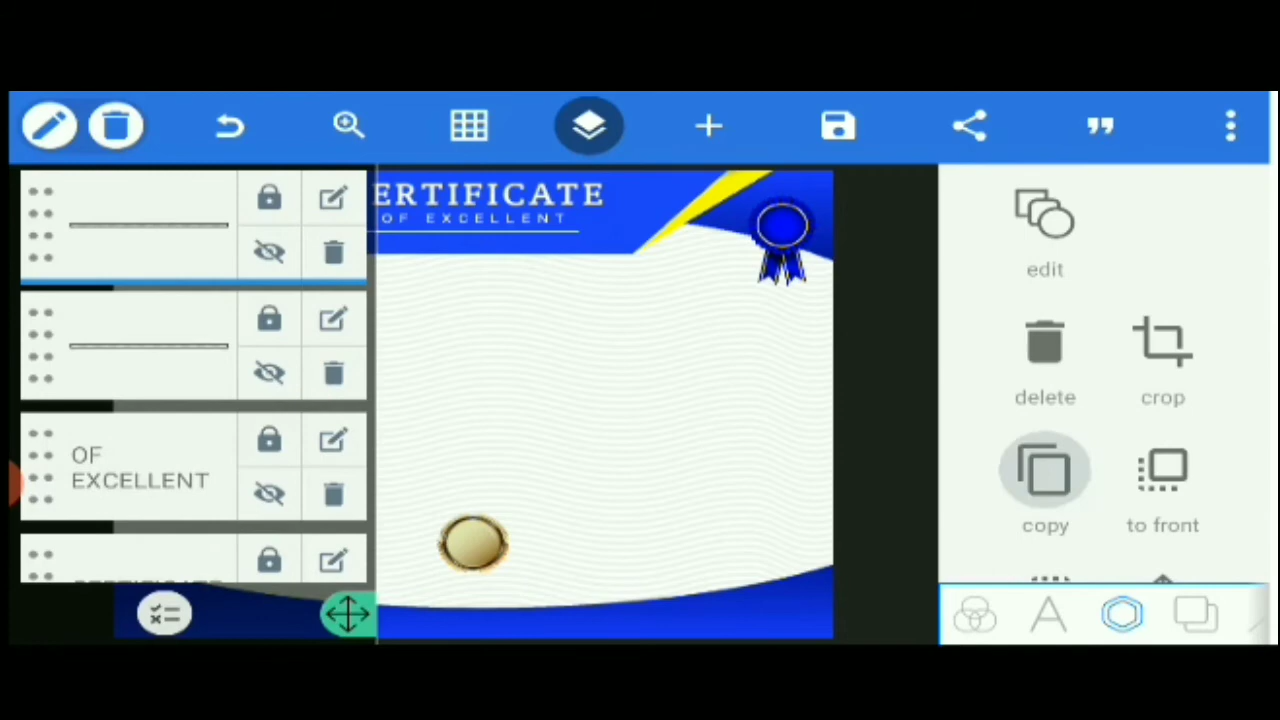 ERTIFICATE
OF EXCELLENT
OF
EXCELLENT
edit
delete
crop
copy
to front